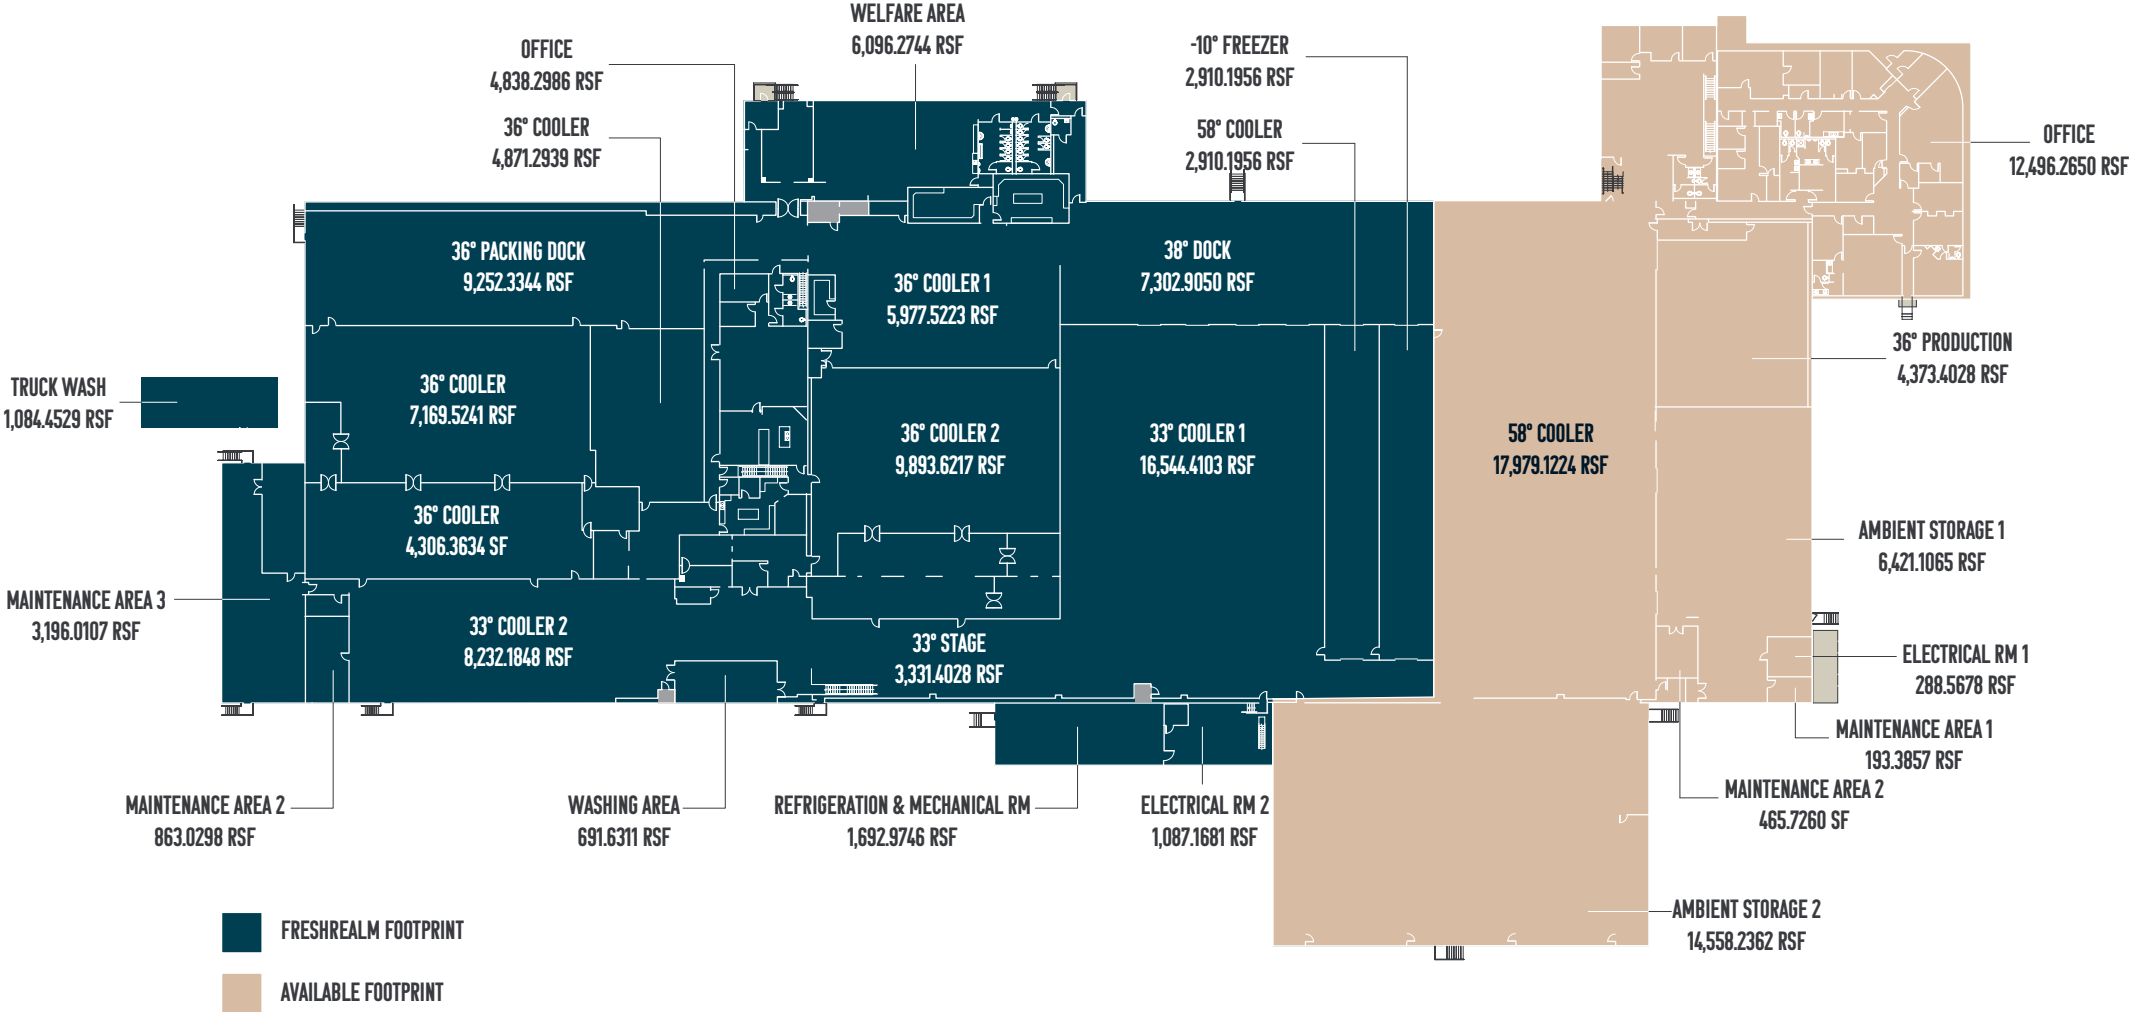 WELFARE AREA
6,096.2744 RSF
OFFICE
4,838.2986 RSF
-10° FREEZER
2,910.1956 RSF
36° COOLER
4,871.2939 RSF
58° COOLER
2,910.1956 RSF
OFFICE
12,496.2650 RSF
36° PACKING DOCK
9,252.3344 RSF
36° COOLER 1
5,977.5223 RSF
38° DOCK
7,302.9050 RSF
36° PRODUCTION
4,373.4028 RSF
TRUCK WASH
1,084.4529 RSF
36° COOLER
7,169.5241 RSF
36° COOLER 2
9,893.6217 RSF
33° COOLER 1
16,544.4103 RSF
58° COOLER
17,979.1224 RSF
36° COOLER
4,306.3634 SF
AMBIENT STORAGE 1
6,421.1065 RSF
MAINTENANCE AREA 3
3,196.0107 RSF
33° COOLER 2
8,232.1848 RSF
33° STAGE
3,331.4028 RSF
ELECTRICAL RM 1
288.5678 RSF
MAINTENANCE AREA 1
193.3857 RSF
MAINTENANCE AREA 2
465.7260 SF
MAINTENANCE AREA 2
863.0298 RSF
WASHING AREA
691.6311 RSF
REFRIGERATION & MECHANICAL RM
1,692.9746 RSF
ELECTRICAL RM 2
1,087.1681 RSF
AMBIENT STORAGE 2
14,558.2362 RSF
FRESHREALM FOOTPRINT
AVAILABLE FOOTPRINT